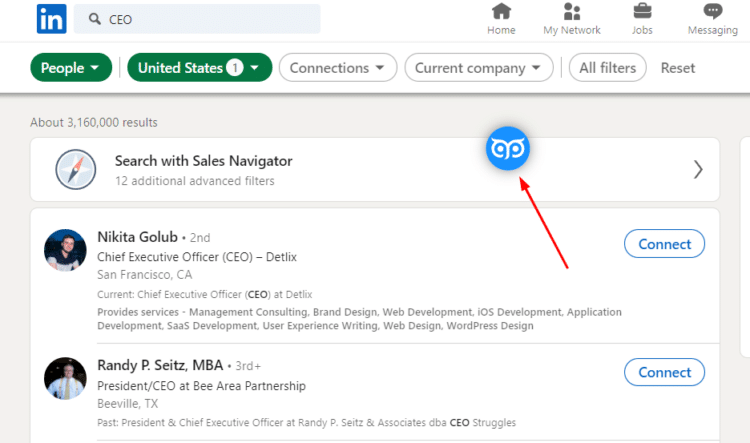 in CEO
Home My Network Jobs Messaging
People United States 1 Connections Current company All filters Reset
About 3,160,000 results
Search with Sales Navigator
12 additional advanced filters
Nikita Golub • 2nd
Connect
Chief Executive Officer (CEO) – Detlix
San Francisco, CA
Current: Chief Executive Officer (CEO) at Detlix
Provides services - Management Consulting, Brand Design, Web Development, iOS Development, Application
Development, SaaS Development, User Experience Writing, Web Design, WordPress Design
Randy P. Seitz, MBA • 3rd+
Connect
President/CEO at Bee Area Partnership
Beeville, TX
Past: President & Chief Executive Officer at Randy P. Seitz & Associates dba CEO Struggles